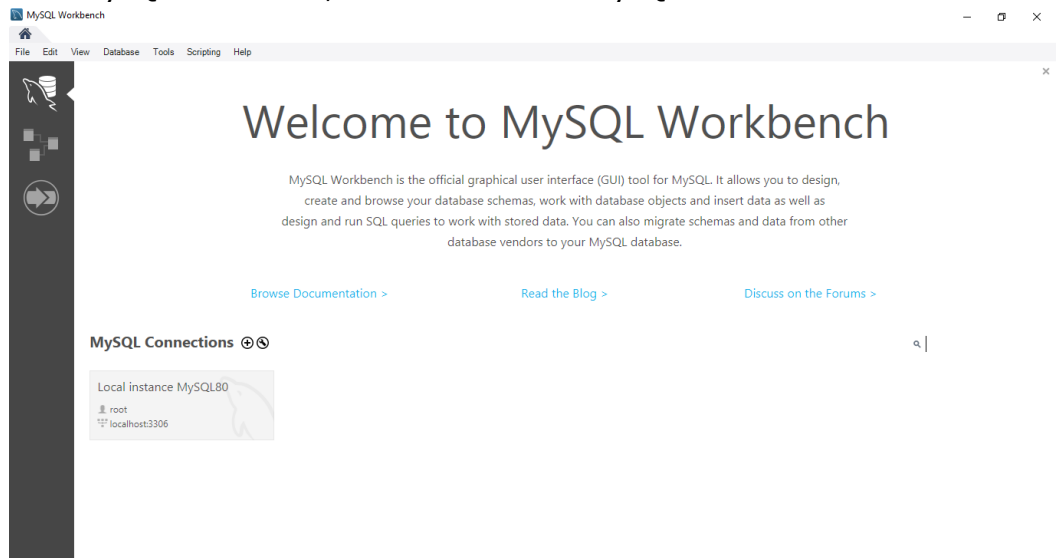 MySQL Workbench
File Edit View Database Tools Scripting Help
Welcome to MySQL Workbench
MySQL Workbench is the official graphical user interface (GUI) tool for MySQL. It allows you to design,
create and browse your database schemas, work with database objects and insert data as well as
design and run SQL queries to work with stored data. You can also migrate schemas and data from other
database vendors to your MySQL database.
Browse Documentation > Read the Blog > Discuss on the Forums >
MySQL Connections
Local instance MySQL80
root
localhost:3306